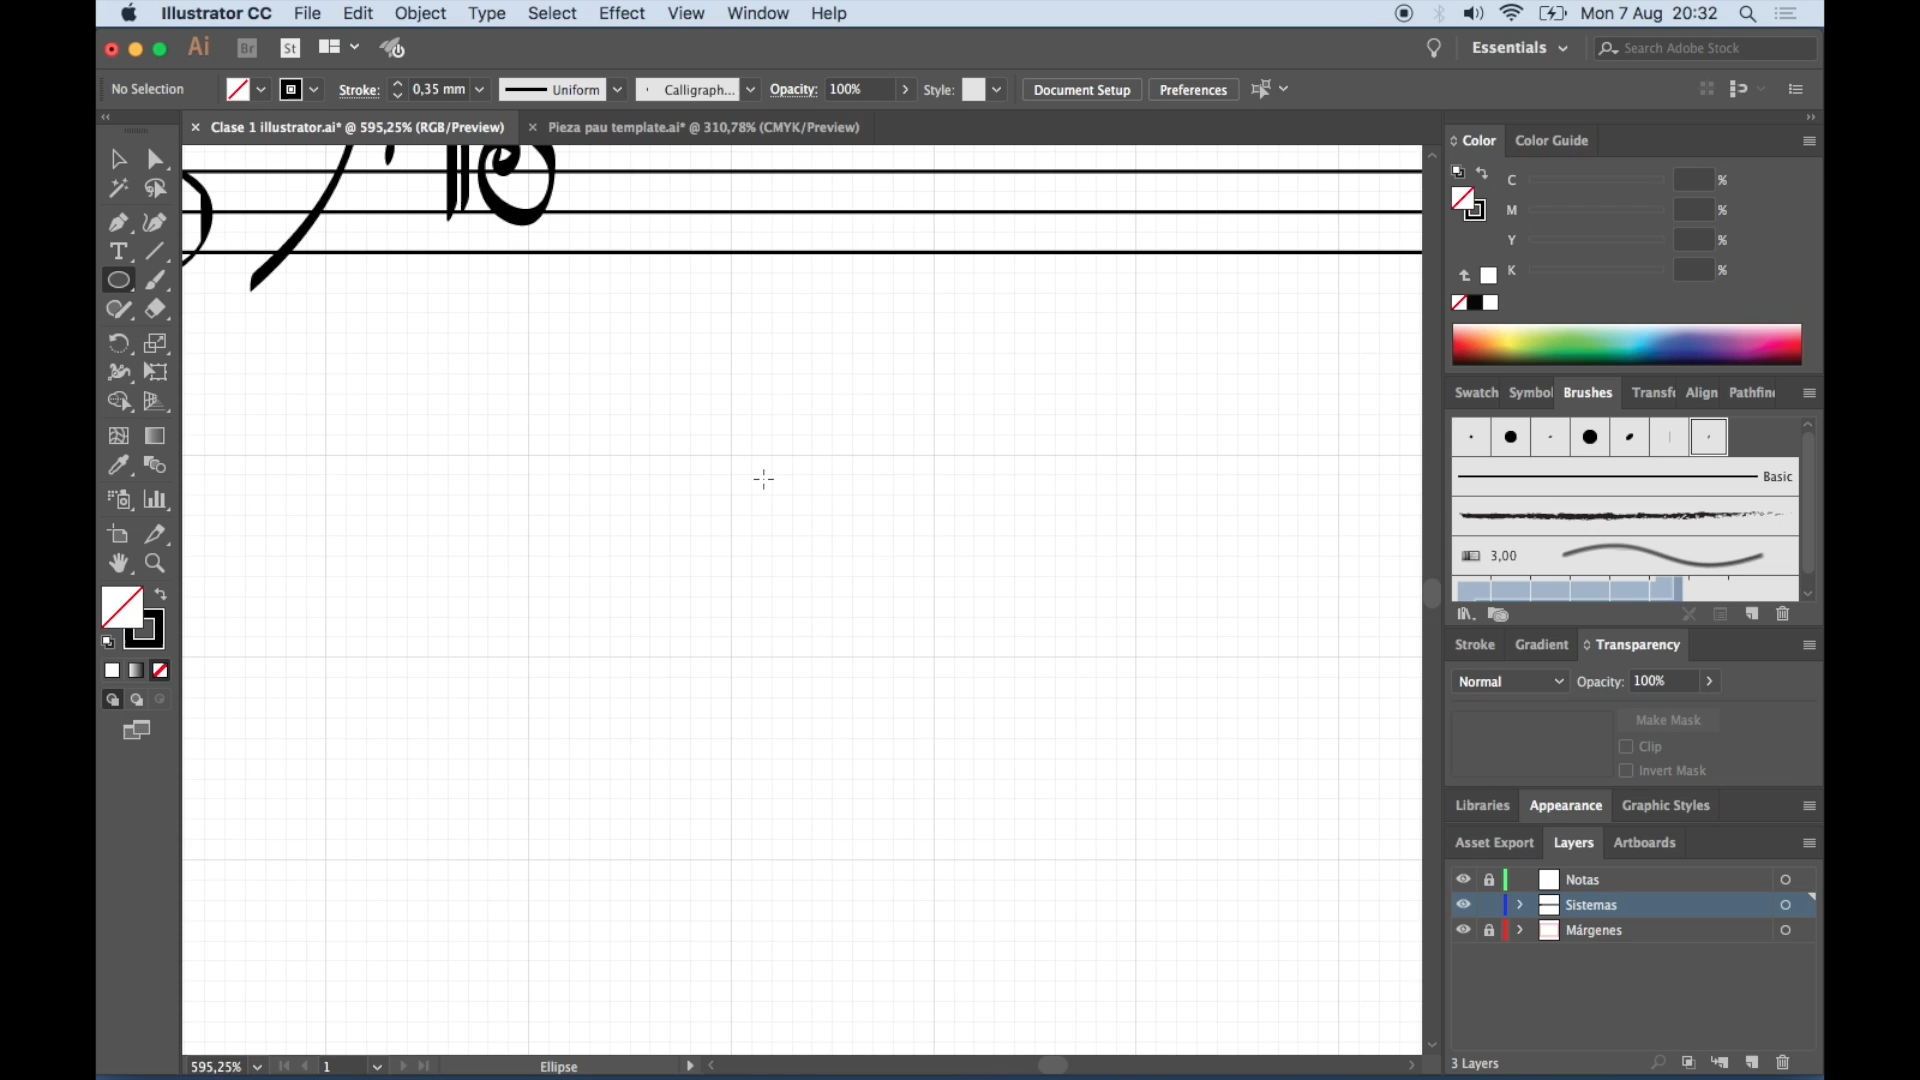 Illustrator CC File Edit Object Type Select Effect View Window Help Mon 7 Aug 20:32
Ai Br St Essentials Search Adobe Stock
No Selection Stroke: 0,35 mm Uniform Calligraph... Opacity: 100% Style: Document Setup Preferences
Clase 1 illustrator.ai* @ 595,25% (RGB/Preview) Pieza pau template.ai* @ 310,78% (CMYK/Preview)
Color Color Guide
C %
M %
Y %
K %
Swatch Symbol Brushes Transfo Align Pathfin
Basic
3,00
Stroke Gradient Transparency
Normal Opacity: 100%
Make Mask
Clip
Invert Mask
Libraries Appearance Graphic Styles
Asset Export Layers Artboards
Notas
Sistemas
Márgenes
3 Layers
595,25% 1 Ellipse